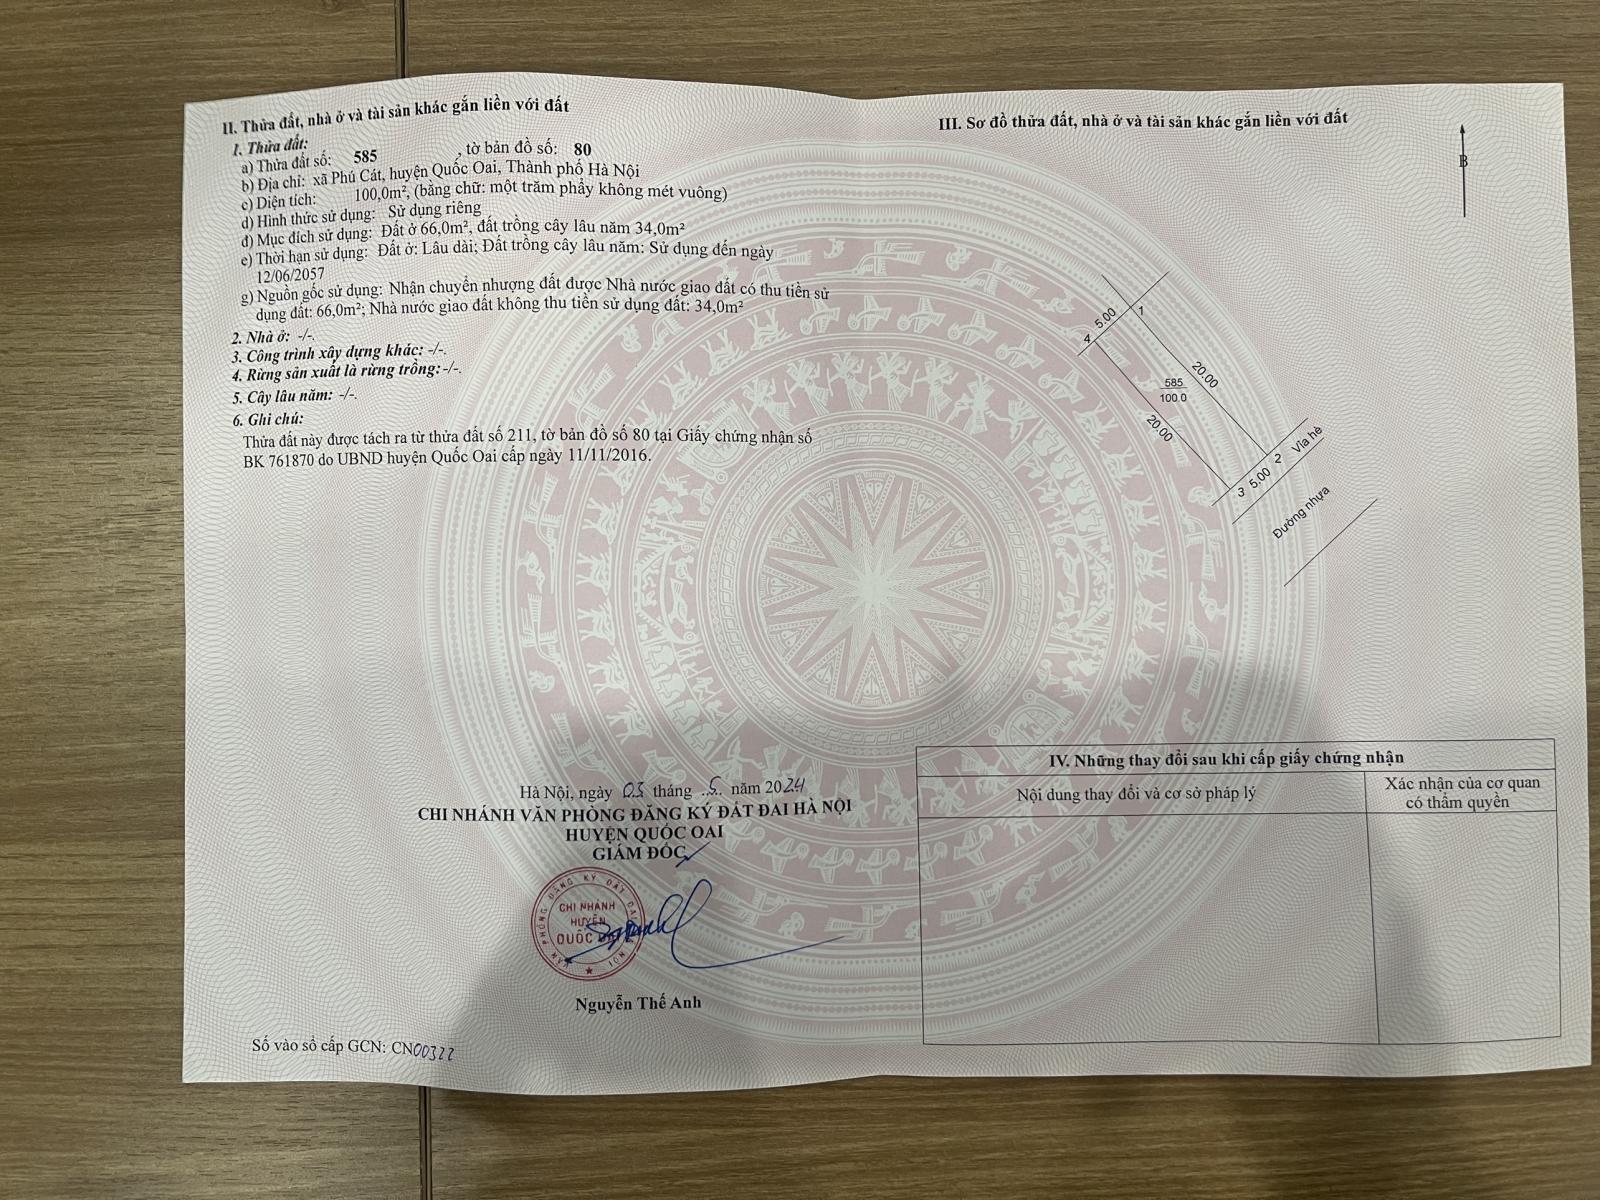 II. Thửa đất, nhà ở và tài sản khác gắn liền với đất
1. Thửa đất:
a) Thửa đất số: 585 , tờ bản đồ số: 80
b) Địa chỉ: xã Phú Cát, huyện Quốc Oai, Thành phố Hà Nội
c) Diện tích: 100,0m², (bằng chữ: một trăm phẩy không mét vuông)
d) Hình thức sử dụng: Sử dụng riêng
đ) Mục đích sử dụng: Đất ở 66,0m², đất trồng cây lâu năm 34,0m²
e) Thời hạn sử dụng: Đất ở: Lâu dài; Đất trồng cây lâu năm: Sử dụng đến ngày
12/06/2057
g) Nguồn gốc sử dụng: Nhận chuyển nhượng đất được Nhà nước giao đất có thu tiền sử
dụng đất: 66,0m²; Nhà nước giao đất không thu tiền sử dụng đất: 34,0m²
2. Nhà ở: -/-.
3. Công trình xây dựng khác: -/-.
4. Rừng sản xuất là rừng trồng: -/-.
5. Cây lâu năm: -/-.
6. Ghi chú:
Thửa đất này được tách ra từ thửa đất số 211, tờ bản đồ số 80 tại Giấy chứng nhận số
BK 761870 do UBND huyện Quốc Oai cấp ngày 11/11/2016.
Hà Nội, ngày 03 tháng .5.. năm 2024
CHI NHÁNH VĂN PHÒNG ĐĂNG KÝ ĐẤT ĐAI HÀ NỘI
HUYỆN QUỐC OAI
GIÁM ĐỐC
VĂN PHÒNG ĐĂNG KÝ ĐẤT ĐAI HÀ NỘI
CHI NHÁNH
HUYỆN
QUỐC OAI
Nguyễn Thế Anh
Số vào sổ cấp GCN: CN00322
III. Sơ đồ thửa đất, nhà ở và tài sản khác gắn liền với đất
B
5.00
1
4
20.00
585
100.0
20.00
Vỉa hè
2
5.00
3
Đường nhựa
IV. Những thay đổi sau khi cấp giấy chứng nhận
Nội dung thay đổi và cơ sở pháp lý
Xác nhận của cơ quan
có thẩm quyền